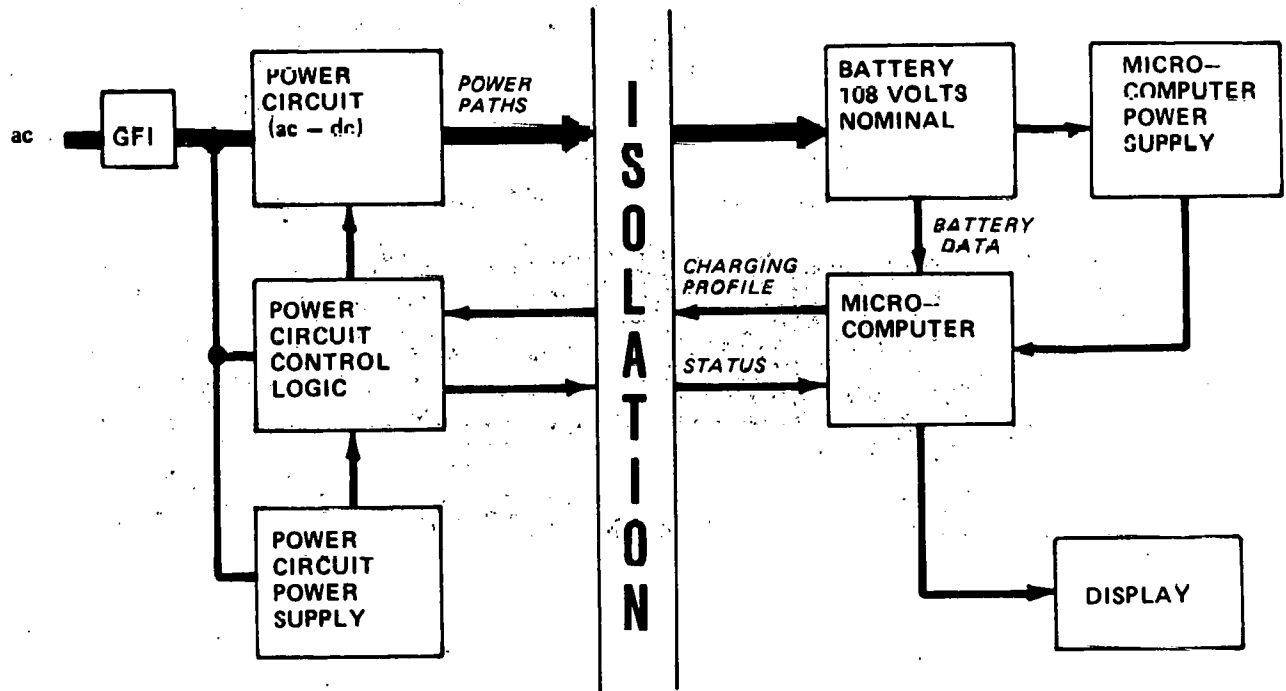 ac
GFI
POWER
CIRCUIT
(ac – dc)
POWER
PATHS
ISOLATION
BATTERY
108 VOLTS
NOMINAL
MICRO–
COMPUTER
POWER
SUPPLY
BATTERY
DATA
CHARGING
PROFILE
POWER
CIRCUIT
CONTROL
LOGIC
MICRO–
COMPUTER
STATUS
POWER
CIRCUIT
POWER
SUPPLY
DISPLAY